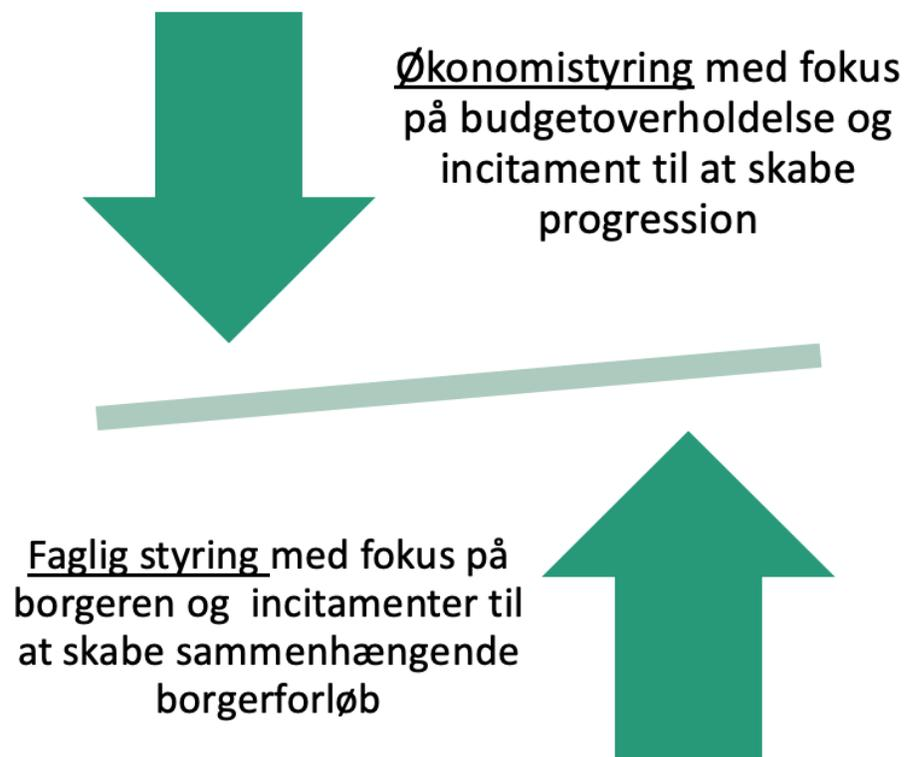 Økonomistyring med fokus
på budgetoverholdelse og
incitament til at skabe
progression
Faglig styring med fokus på
borgeren og  incitamenter til
at skabe sammenhængende
borgerforløb